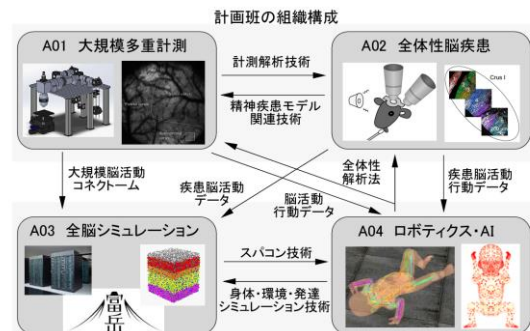 計画班の組織構成
A01 大規模多重計測
A02 全体性脳疾患
計測解析技術
精神疾患モデル
関連技術
Crus I
大規模脳活動
コネクトーム
疾患脳活動
データ
脳活動
行動データ
全体性
解析法
疾患脳活動
行動データ
A03 全脳シミュレーション
A04 ロボティクス・AI
スパコン技術
身体・環境・発達
シミュレーション技術
富岳